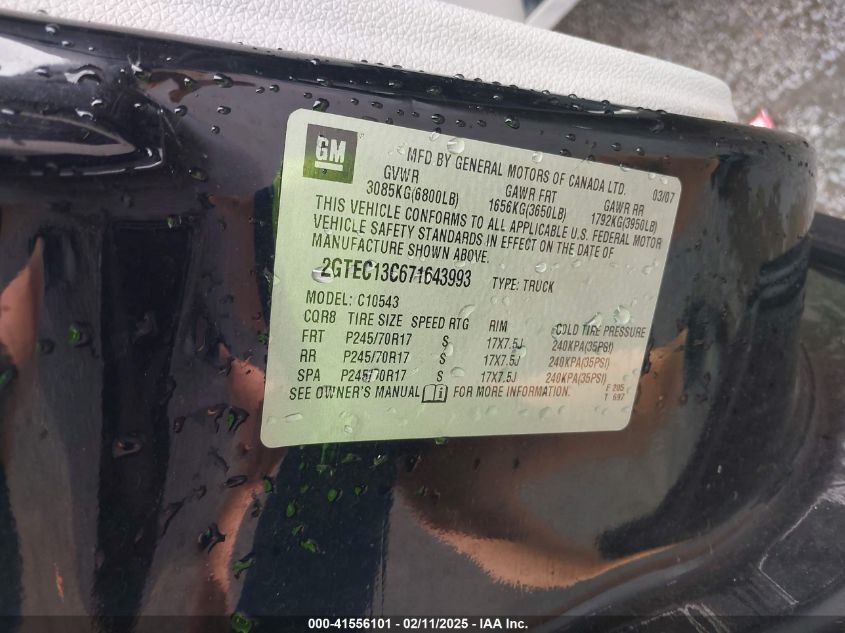 GM
MFD BY GENERAL MOTORS OF CANADA LTD. 03/07
GVWR GAWR FRT GAWR RR
3085KG(6800LB) 1656KG(3650LB) 1792KG(3950LB)
THIS VEHICLE CONFORMS TO ALL APPLICABLE U.S. FEDERAL MOTOR
VEHICLE SAFETY STANDARDS IN EFFECT ON THE DATE OF
MANUFACTURE SHOWN ABOVE.
2GTEC13C671643993 TYPE: TRUCK
MODEL: C10543
CQR8 TIRE SIZE SPEED RTG RIM COLD TIRE PRESSURE
FRT P245/70R17 S 17X7.5J 240KPA(35PSI)
RR P245/70R17 S 17X7.5J 240KPA(35PSI)
SPA P245/70R17 S 17X7.5J 240KPA(35PSI)
SEE OWNER'S MANUAL FOR MORE INFORMATION.
F 205
T 697
000-41556101 - 02/11/2025 - IAA Inc.